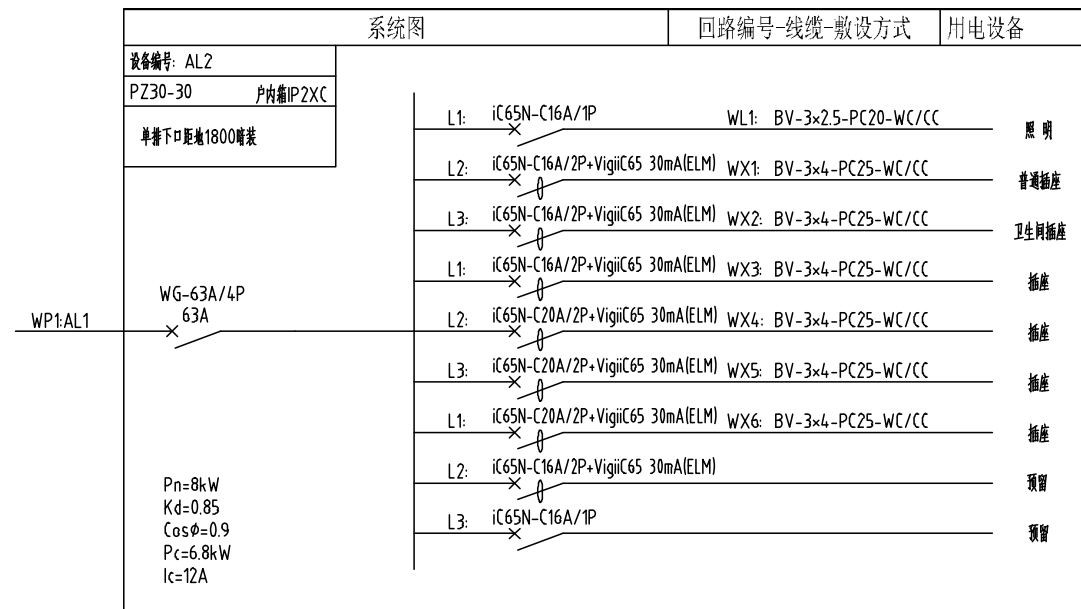 系统图 回路编号-线缆-敷设方式 用电设备
设备编号: AL2
PZ30-30 户内箱IP2XC
单排下口距地1800暗装
L1: iC65N-C16A/1P WL1: BV-3×2.5-PC20-WC/CC 照明
L2: iC65N-C16A/2P+VigiiC65 30mA(ELM) WX1: BV-3×4-PC25-WC/CC 普通插座
L3: iC65N-C16A/2P+VigiiC65 30mA(ELM) WX2: BV-3×4-PC25-WC/CC 卫生间插座
L1: iC65N-C16A/2P+VigiiC65 30mA(ELM) WX3: BV-3×4-PC25-WC/CC 插座
WP1:AL1
WG-63A/4P
63A
L2: iC65N-C20A/2P+VigiiC65 30mA(ELM) WX4: BV-3×4-PC25-WC/CC 插座
L3: iC65N-C20A/2P+VigiiC65 30mA(ELM) WX5: BV-3×4-PC25-WC/CC 插座
L1: iC65N-C20A/2P+VigiiC65 30mA(ELM) WX6: BV-3×4-PC25-WC/CC 插座
L2: iC65N-C16A/2P+VigiiC65 30mA(ELM) 预留
L3: iC65N-C16A/1P 预留
Pn=8kW
Kd=0.85
Cosφ=0.9
Pc=6.8kW
Ic=12A